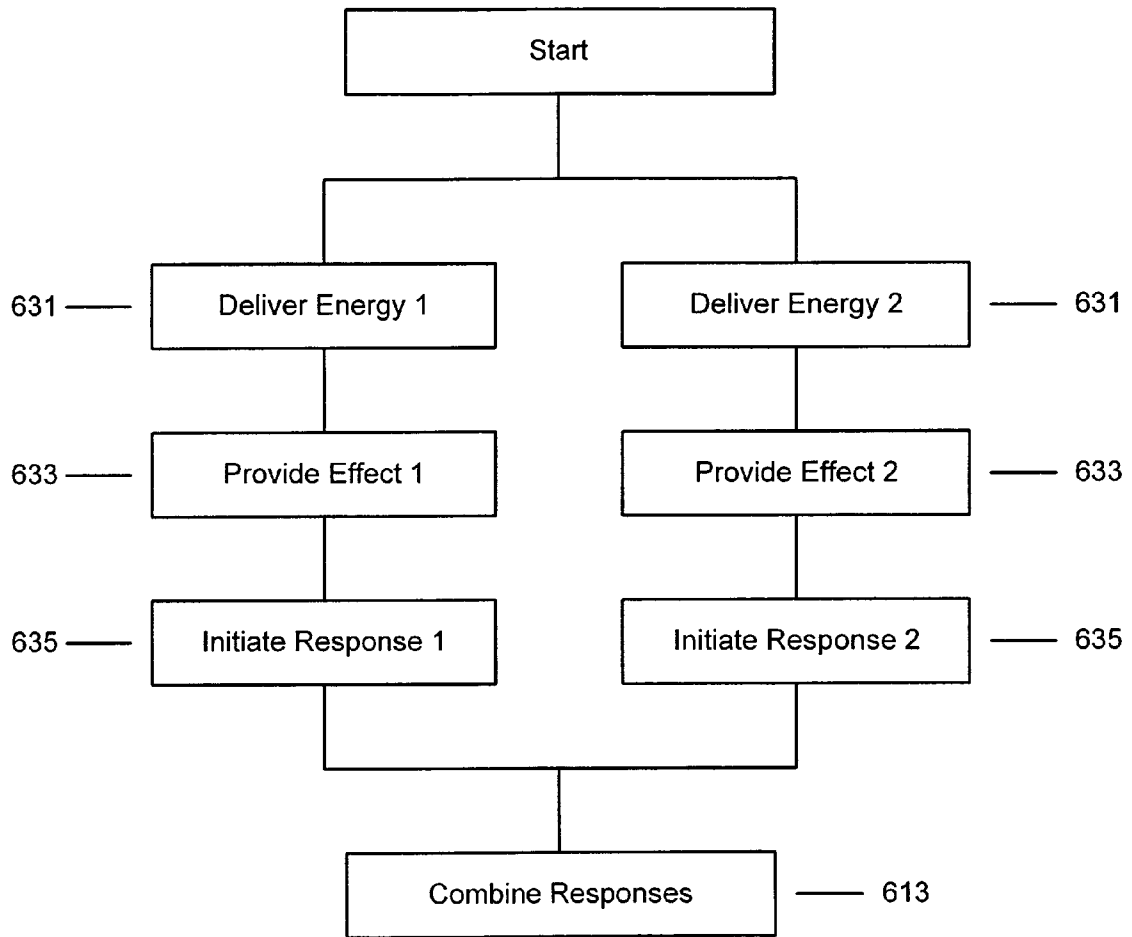 Start
631 Deliver Energy 1 Deliver Energy 2 631
633 Provide Effect 1 Provide Effect 2 633
635 Initiate Response 1 Initiate Response 2 635
Combine Responses 613